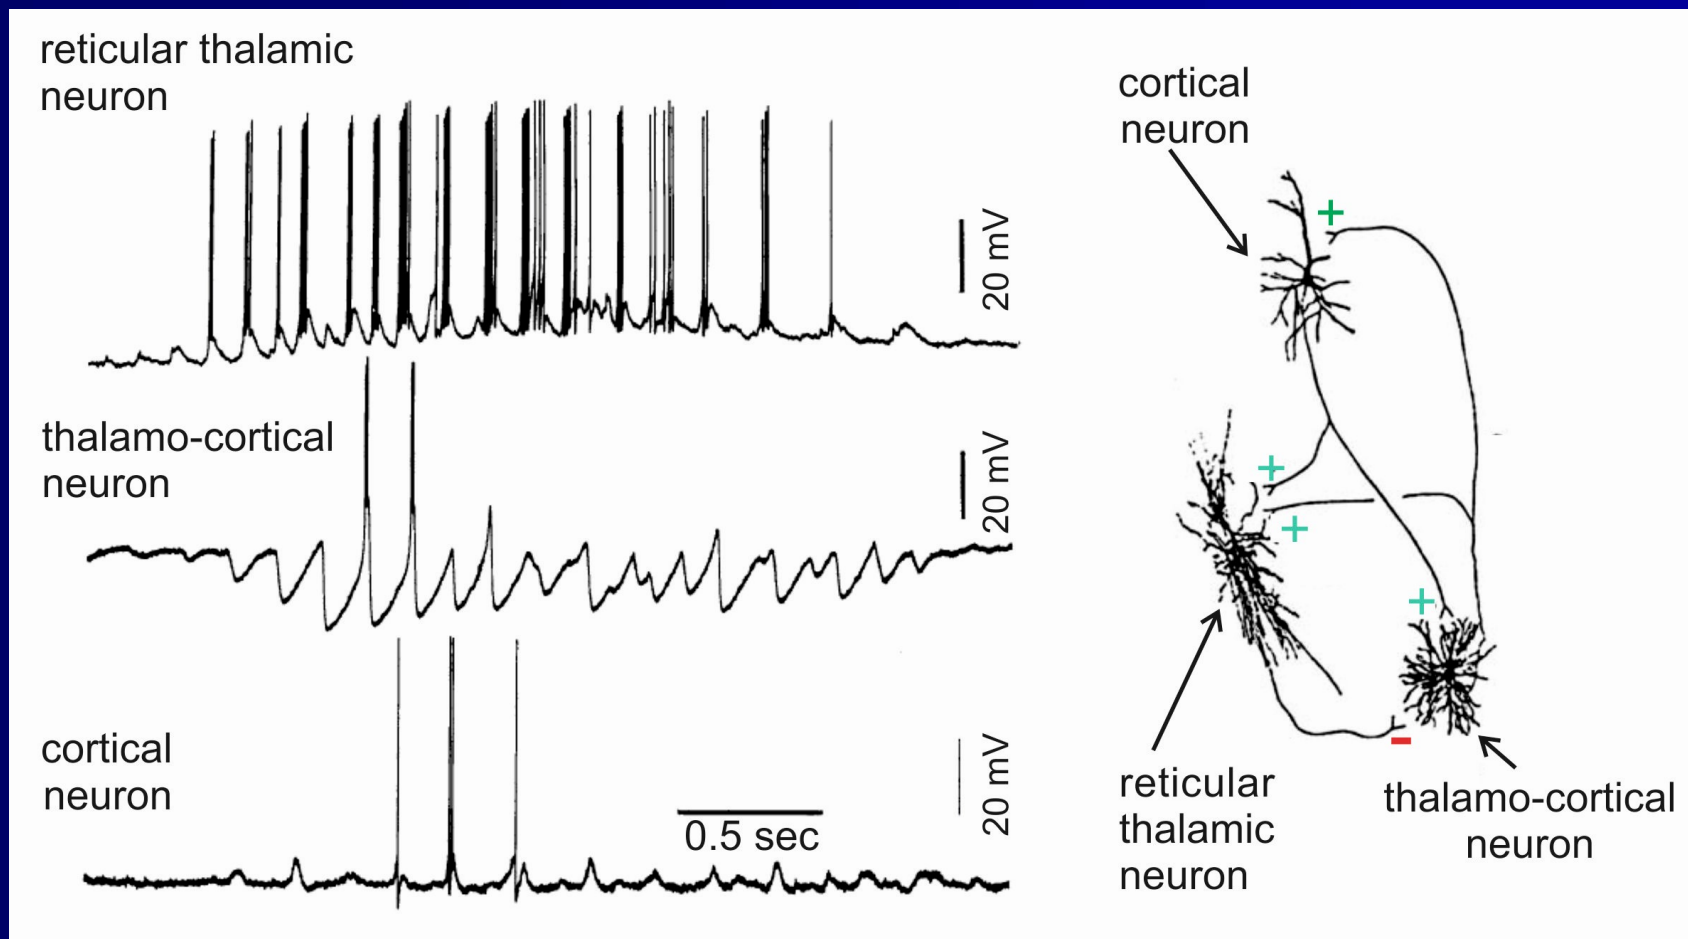 reticular thalamic
neuron
20 mV
thalamo-cortical
neuron
20 mV
cortical
neuron
20 mV
0.5 sec
cortical
neuron
+
+
+
+
-
reticular
thalamic
neuron
thalamo-cortical
neuron